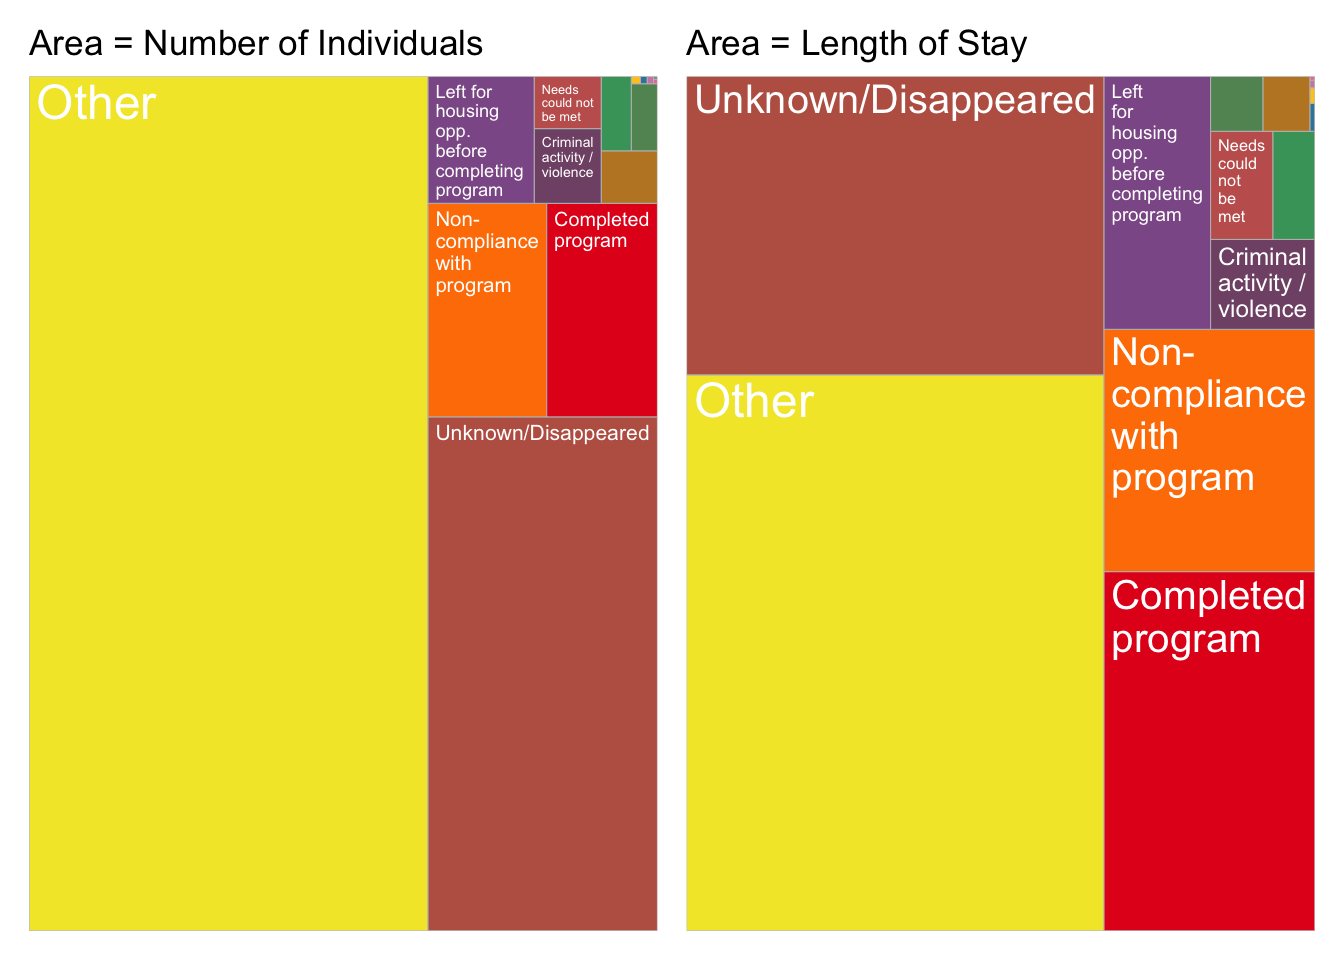 Area = Number of Individuals
Other
Left for
housing
opp.
before
completing
program
Needs
could not
be met
Criminal
activity /
violence
Non-
compliance
with
program
Completed
program
Unknown/Disappeared
Area = Length of Stay
Unknown/Disappeared
Left
for
housing
opp.
before
completing
program
Needs
could
not
be
met
Criminal
activity /
violence
Other
Non-
compliance
with
program
Completed
program